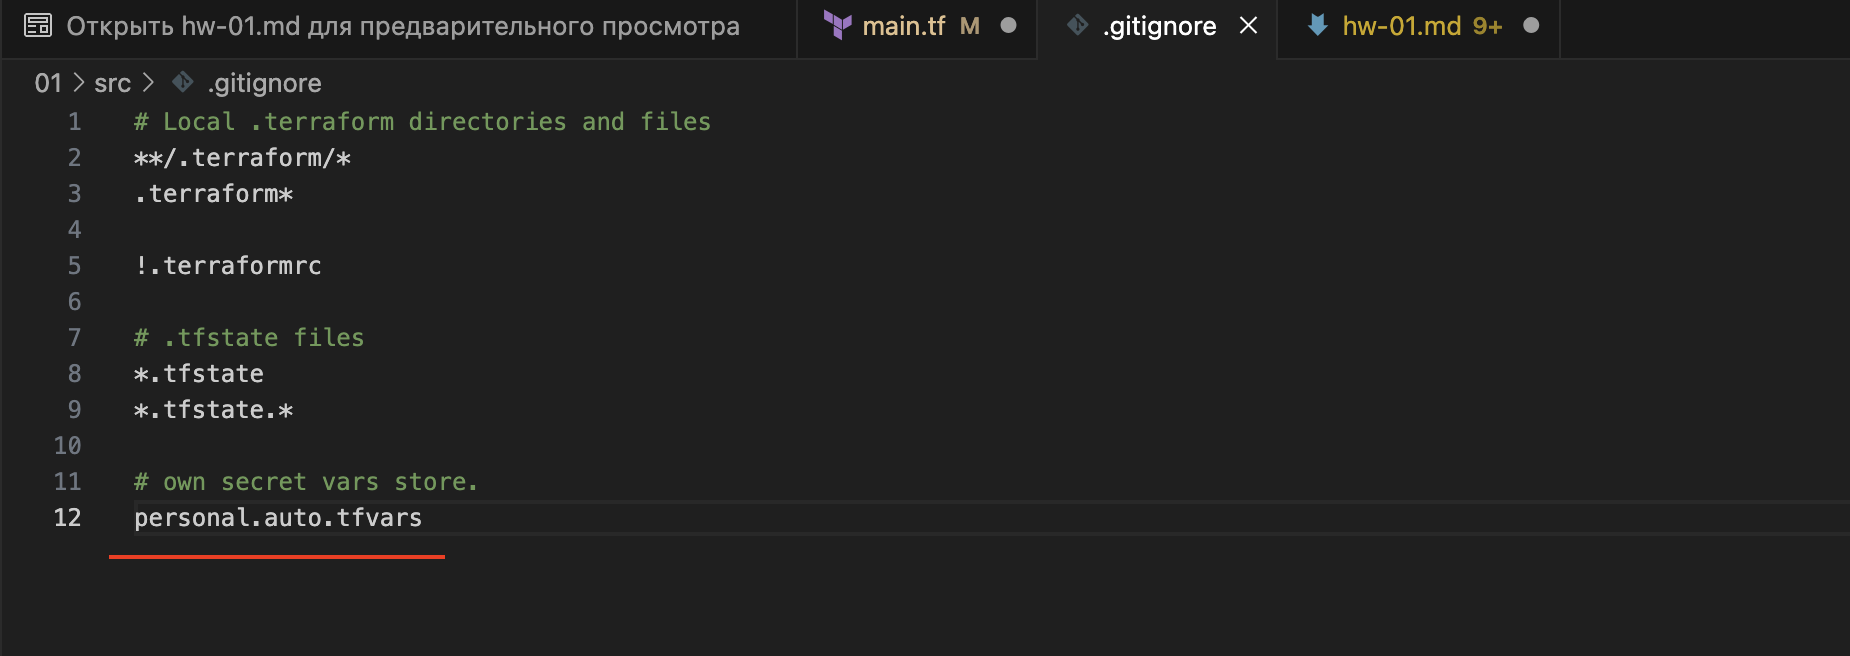 Открыть hw-01.md для предварительного просмотра
main.tf M
.gitignore
hw-01.md 9+
01 > src > .gitignore
1 # Local .terraform directories and files
2 **/.terraform/*
3 .terraform*
4
5 !.terraformrc
6
7 # .tfstate files
8 *.tfstate
9 *.tfstate.*
10
11 # own secret vars store.
12 personal.auto.tfvars